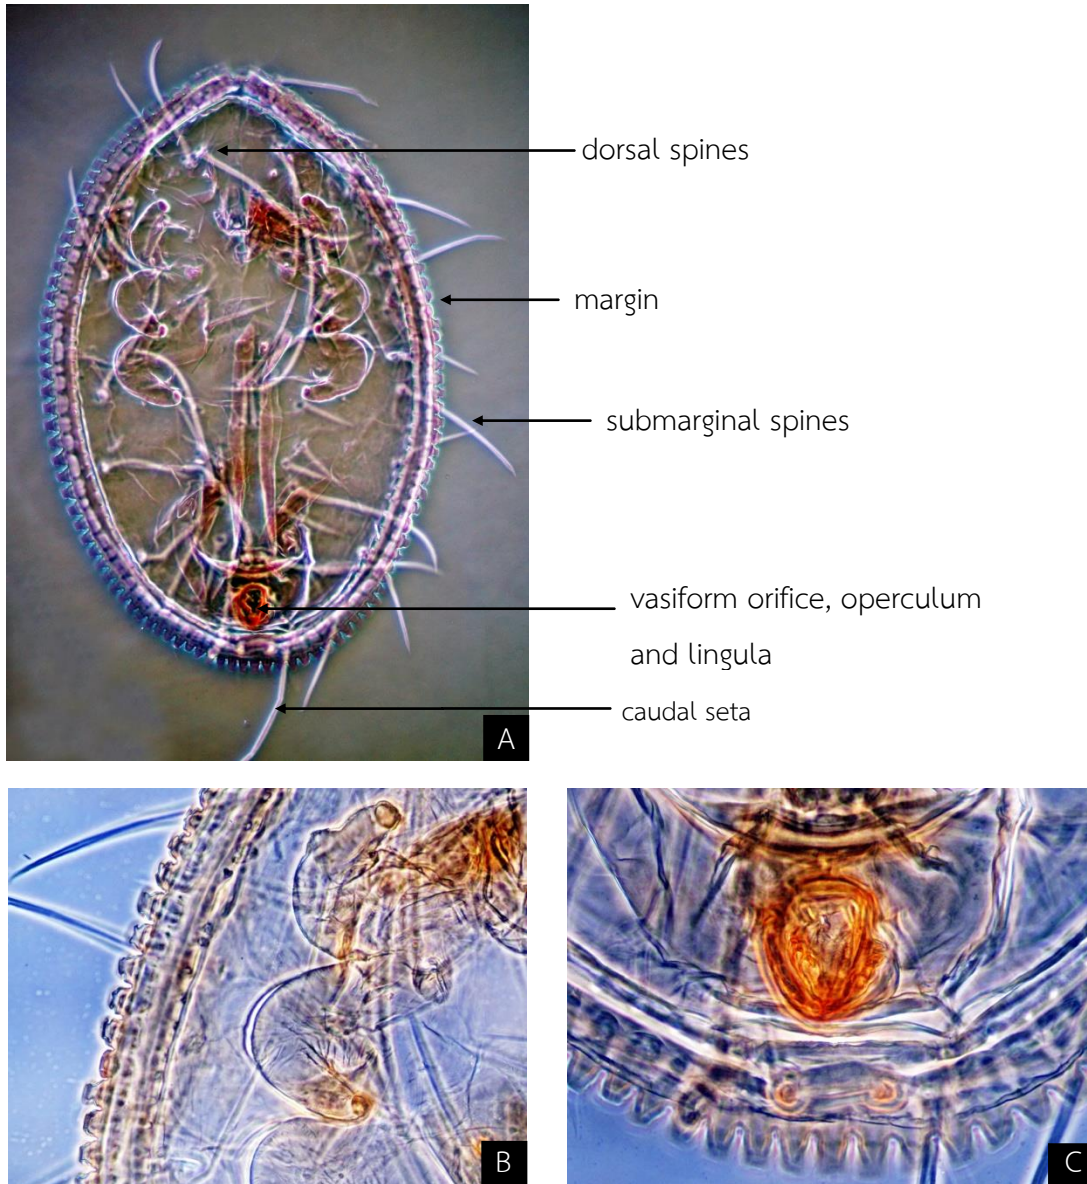 dorsal spines
margin
submarginal spines
vasiform orifice, operculum
and lingula
caudal seta
A
B
C